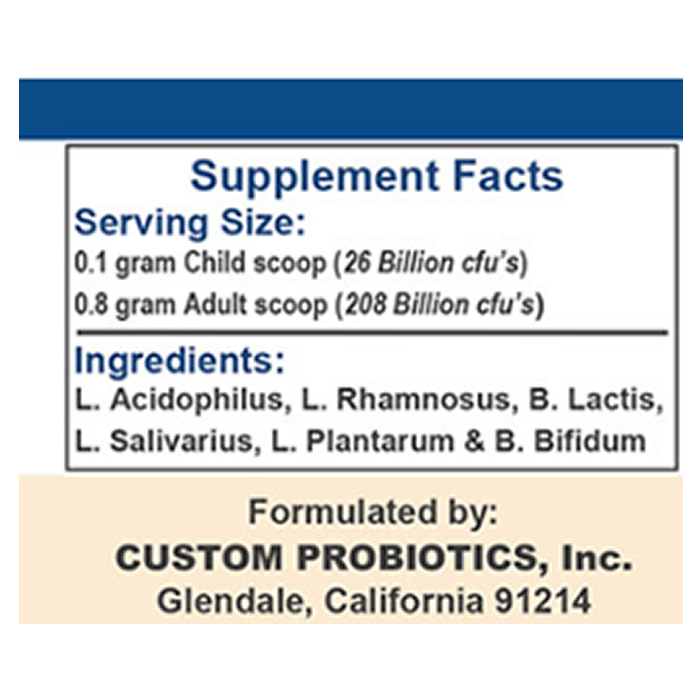 Supplement Facts
Serving Size:
0.1 gram Child scoop (26 Billion cfu's)
0.8 gram Adult scoop (208 Billion cfu's)
Ingredients:
L. Acidophilus, L. Rhamnosus, B. Lactis,
L. Salivarius, L. Plantarum & B. Bifidum
Formulated by:
CUSTOM PROBIOTICS, Inc.
Glendale, California 91214